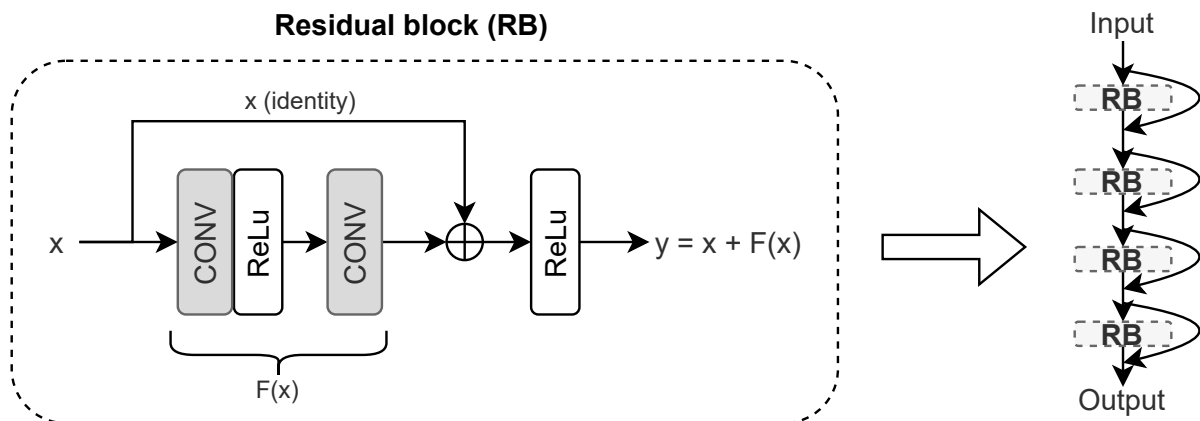 Residual block (RB)
x (identity)
x
CONV
ReLu
CONV
ReLu
y = x + F(x)
F(x)
Input
RB
RB
RB
RB
Output